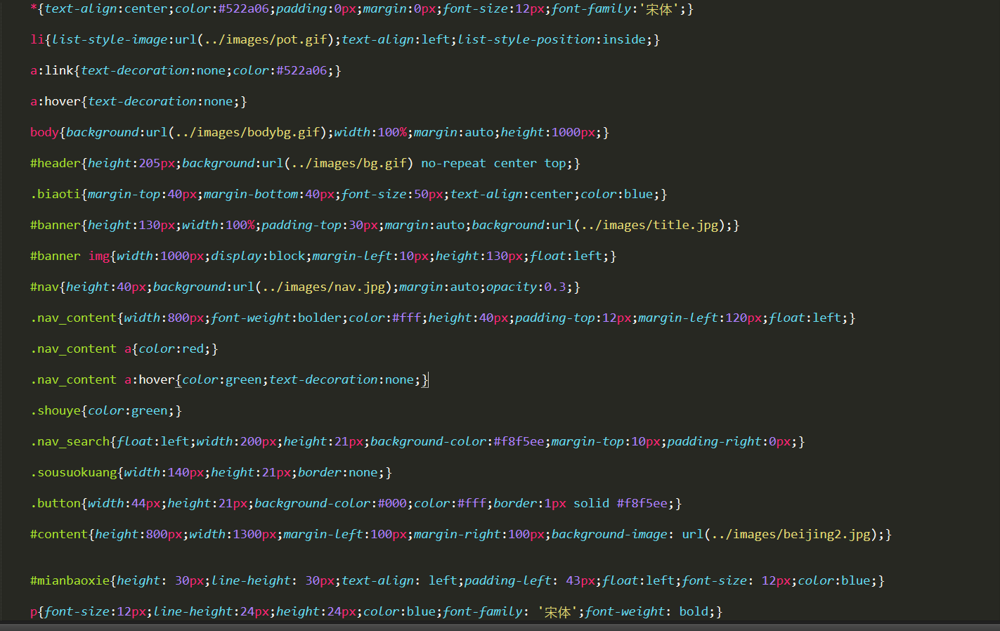 *{text-align:center;color:#522a06;padding:0px;margin:0px;font-size:12px;font-family:'宋体';}
li{list-style-image:url(../images/pot.gif);text-align:left;list-style-position:inside;}
a:link{text-decoration:none;color:#522a06;}
a:hover{text-decoration:none;}
body{background:url(../images/bodybg.gif);width:100%;margin:auto;height:1000px;}
#header{height:205px;background:url(../images/bg.gif) no-repeat center top;}
.biaoti{margin-top:40px;margin-bottom:40px;font-size:50px;text-align:center;color:blue;}
#banner{height:130px;width:100%;padding-top:30px;margin:auto;background:url(../images/title.jpg);}
#banner img{width:1000px;display:block;margin-left:10px;height:130px;float:left;}
#nav{height:40px;background:url(../images/nav.jpg);margin:auto;opacity:0.3;}
.nav_content{width:800px;font-weight:bolder;color:#fff;height:40px;padding-top:12px;margin-left:120px;float:left;}
.nav_content a{color:red;}
.nav_content a:hover{color:green;text-decoration:none;}
.shouye{color:green;}
.nav_search{float:left;width:200px;height:21px;background-color:#f8f5ee;margin-top:10px;padding-right:0px;}
.sousuokuang{width:140px;height:21px;border:none;}
.button{width:44px;height:21px;background-color:#000;color:#fff;border:1px solid #f8f5ee;}
#content{height:800px;width:1300px;margin-left:100px;margin-right:100px;background-image: url(../images/beijing2.jpg);}
#mianbaoxie{height: 30px;line-height: 30px;text-align: left;padding-left: 43px;float:left;font-size: 12px;color:blue;}
p{font-size:12px;line-height:24px;height:24px;color:blue;font-family: '宋体';font-weight: bold;}